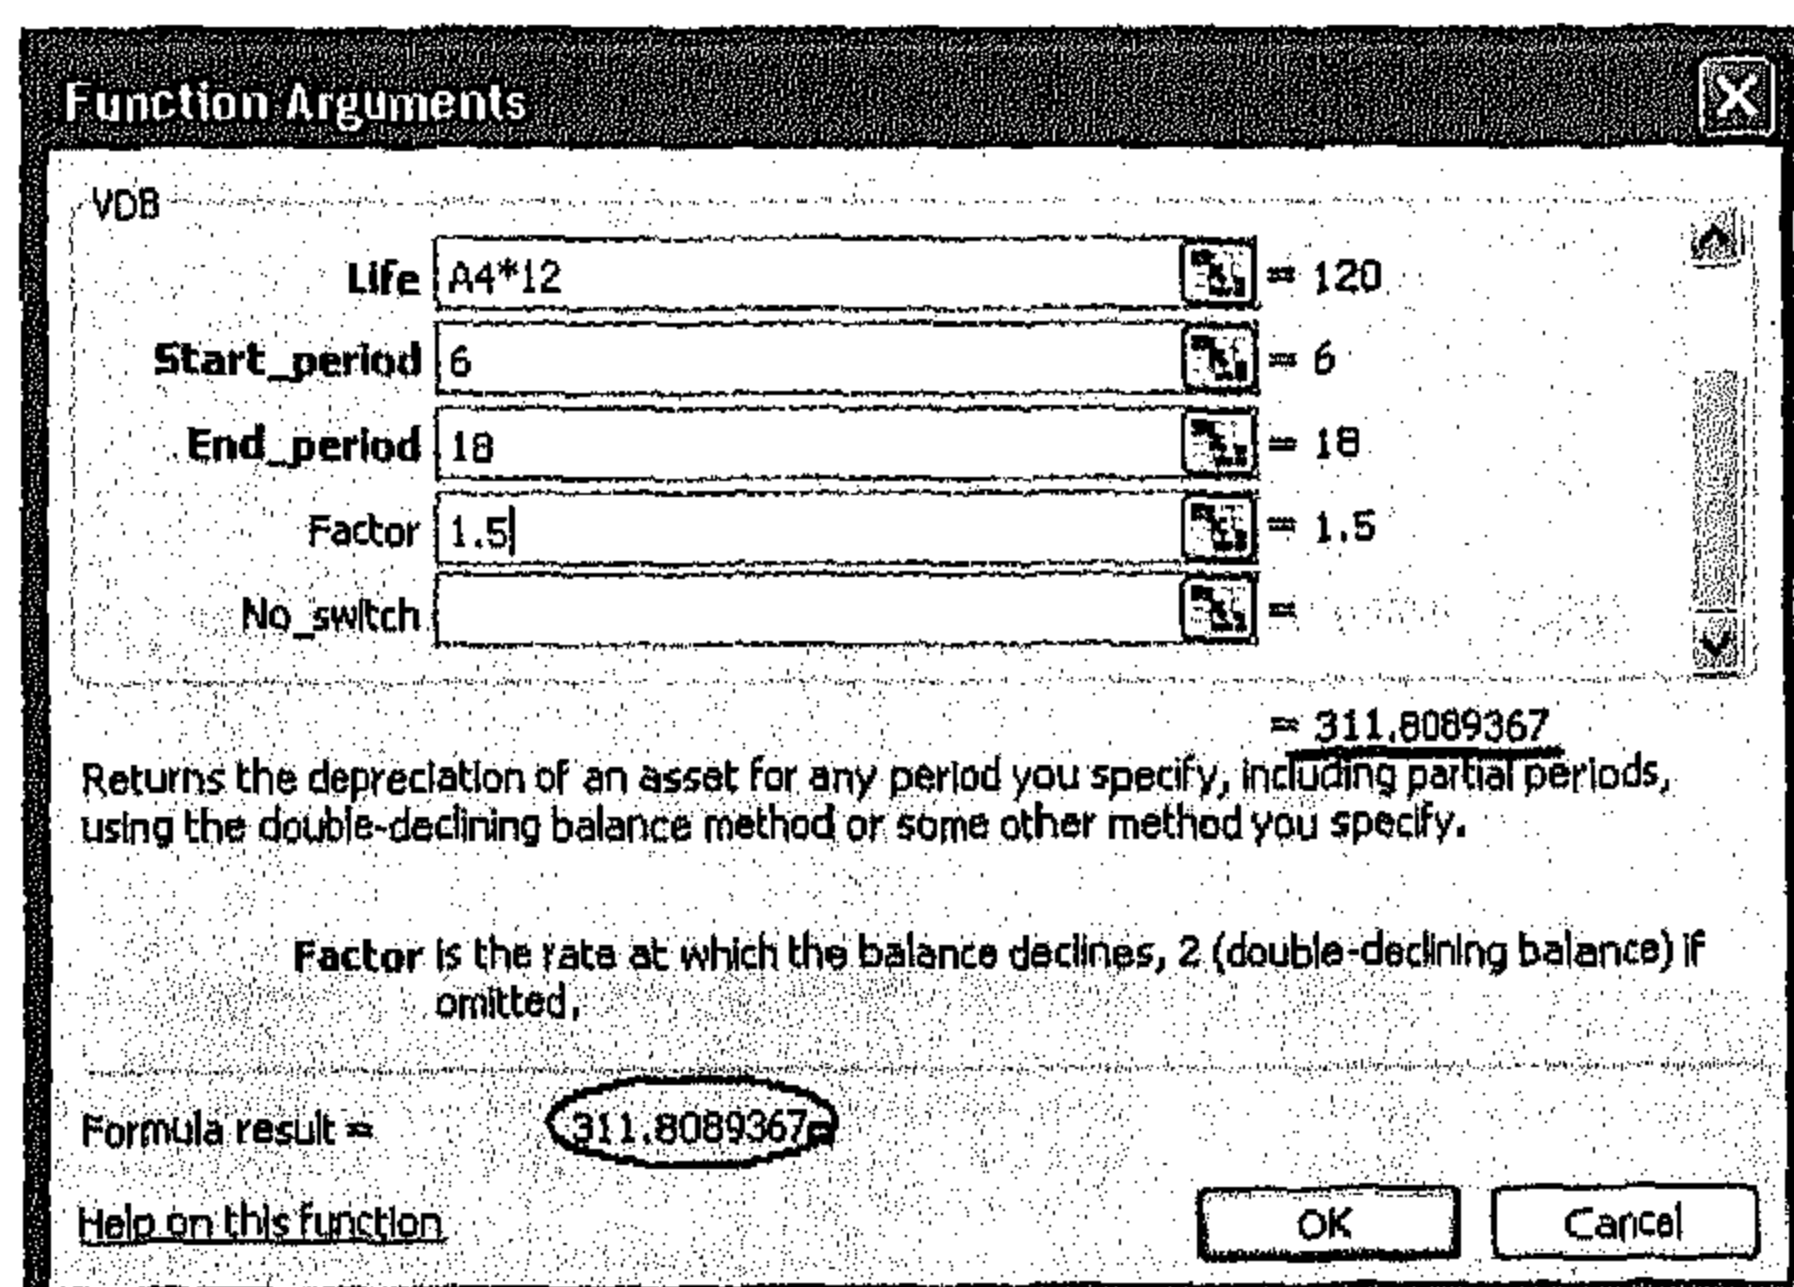 Function Arguments
VDB
Life A4*12 = 120
Start_period 6 = 6
End_period 18 = 18
Factor 1.5 = 1.5
No_switch =
= 311.8089367
Returns the depreciation of an asset for any period you specify, including partial periods,
using the double-declining balance method or some other method you specify.
Factor is the rate at which the balance declines, 2 (double-declining balance) if
omitted.
Formula result = 311.8089367
Help on this function
OK Cancel